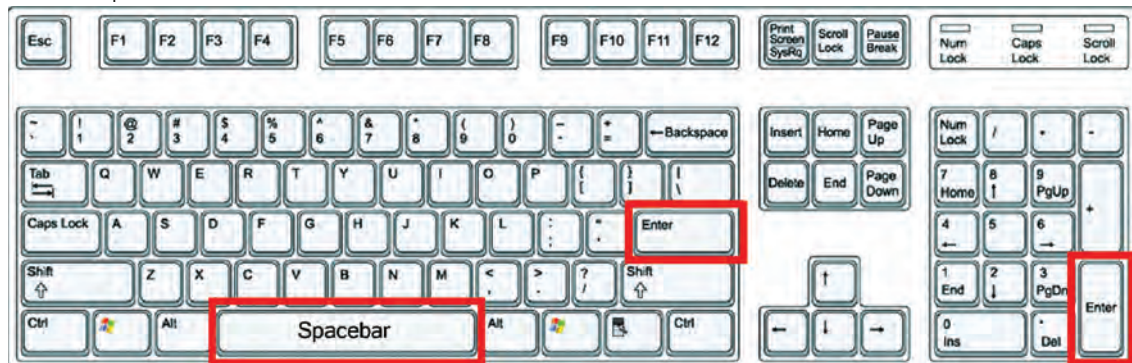 Esc F1 F2 F3 F4 F5 F6 F7 F8 F9 F10 F11 F12 Print Screen SysRq Scroll Lock Pause Break Num Lock Caps Lock Scroll Lock
~ ` ! 1 @ 2 # 3 $ 4 % 5 ^ 6 & 7 * 8 ( 9 ) 0 - - + = ←Backspace Insert Home Page Up Num Lock / * -
Tab Q W E R T Y U I O P { [ } ] | \ Delete End Page Down 7 Home 8 ↑ 9 PgUp +
Caps Lock A S D F G H J K L : ; " ' Enter 4 ← 5 6 →
Shift ⇧ Z X C V B N M < , > . ? / Shift ⇧ ↑ 1 End 2 ↓ 3 PgDn Enter
Ctrl Alt Spacebar Alt Ctrl ← ↓ → 0 Ins . Del